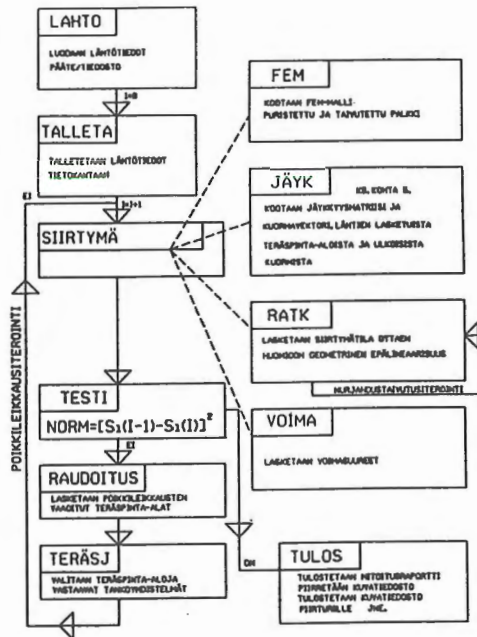 LAHTO
LUODAAN LÄHTÖTIEDOT
PÄÄTE/TIEDOSTO
I=0
TALLETA
TALLETETAAN LÄHTÖTIEDOT
TIETOKANTAAN
EI
I=I+1
SIIRTYMÄ
POIKKILEIKKAUSITEROINTI
TESTI
NORM=[S₁(I-1)-S₁(I)]²
EI
RAUDOITUS
LASKETAAN POIKKILEIKKAUSTEN
VAADITUT TERÄSPINTA-ALAT
TERÄSJ
VALITAAN TERÄSPINTA-ALOJA
VASTAAVAT TANKOYHDISTELMÄT
FEM
KOOTAAN FEM-MALLI
PURISTETTU JA TAIVUTETTU PALKKI
JÄYK
KS. KOHTA
KOOTAAN JÄYKKYYSMATRIISI JA
KUORMAVEKTORI, LÄHTIEN LASKETUISTA
TERÄSPINTA-ALOISTA JA ULKOISISTA
KUORMISTA
RATK
LASKETAAN SIIRTYMÄTILA OTTAEN
HUOMIOON GEOMETRINEN EPÄLINEAARISUUS
NURJAHDUSTAIVUTUSITEROINTI
VOIMA
LASKETAAN VOIMASUUREET
ON
TULOS
TULOSTETAAN MITOITUSRAPORTTI
PIIRRETÄÄN KUVATIEDOSTO
TULOSTETAAN KUVATIEDOSTO
PIIRTURILLE JNE.